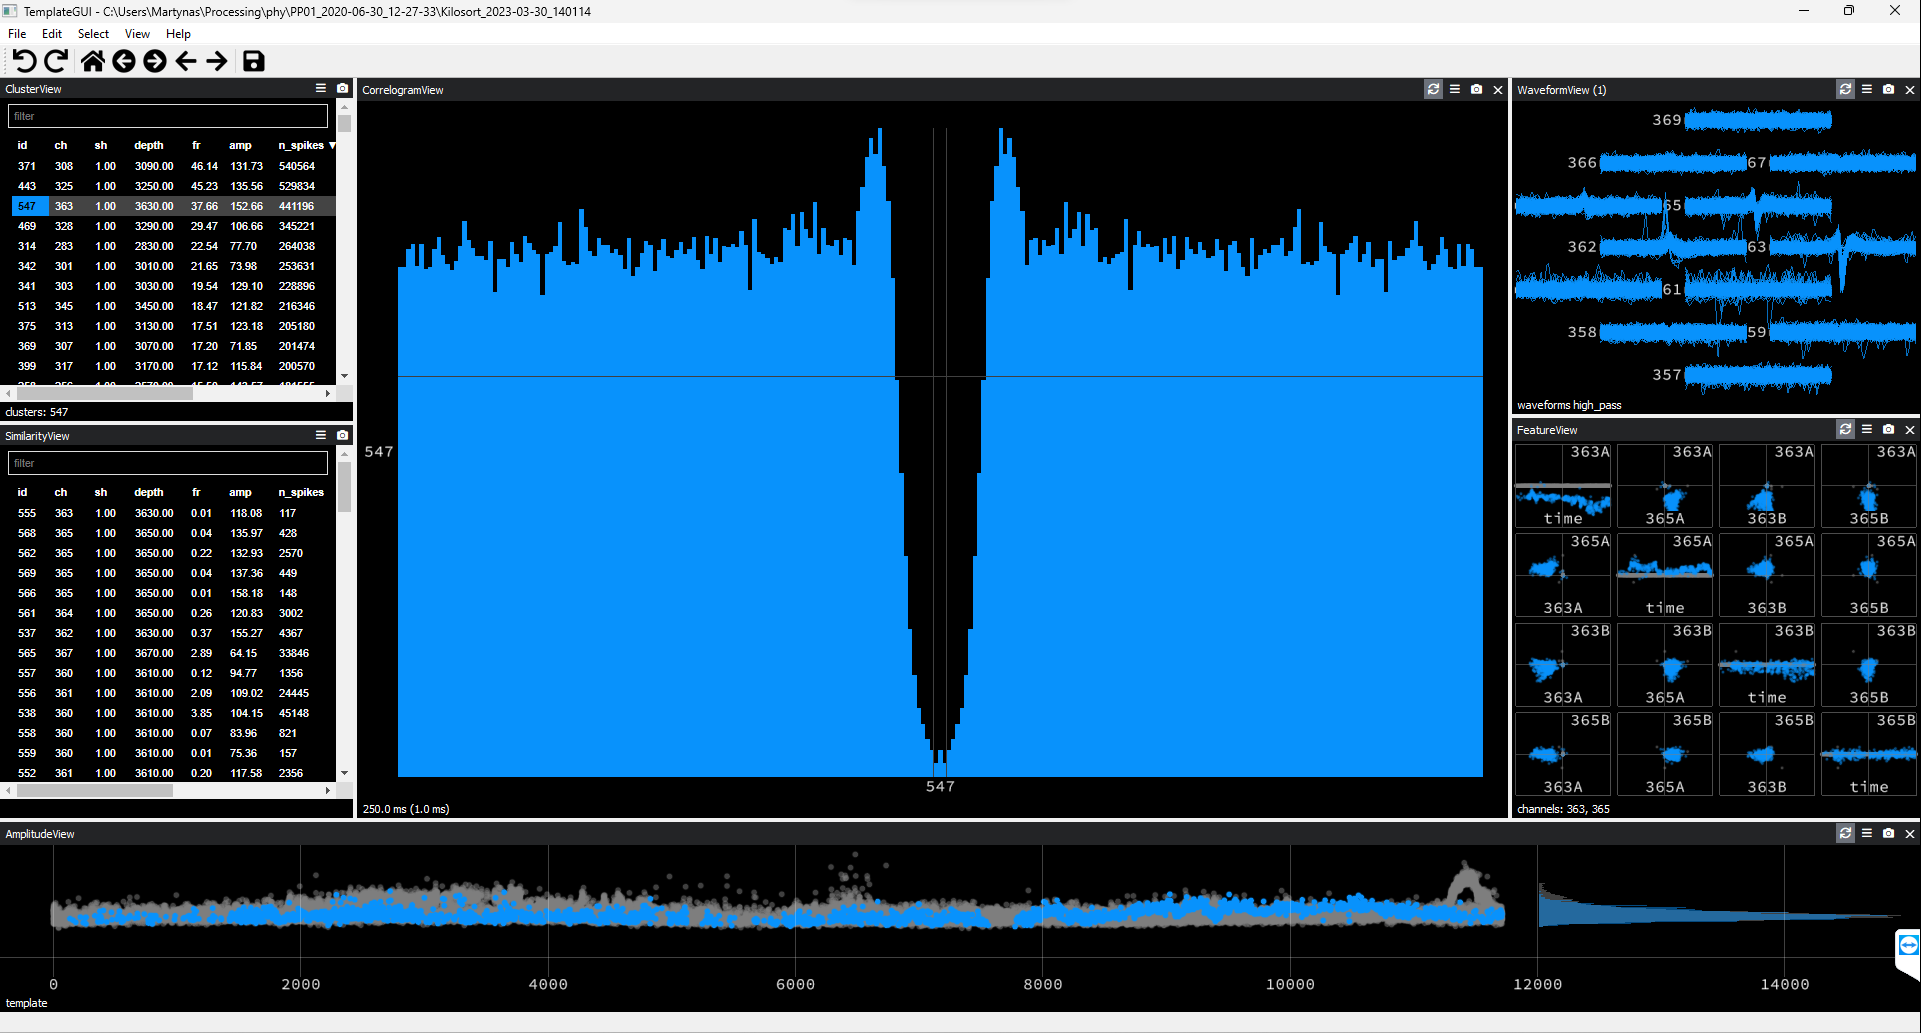 TemplateGUI - C:\Users\Martynas\Processing\phy\PP01_2020-06-30_12-27-33\Kilosort_2023-03-30_140114
File Edit Select View Help
ClusterView
filter
id ch sh depth fr amp n_spikes
371 308 1.00 3090.00 46.14 131.73 540564
443 325 1.00 3250.00 45.23 135.56 529834
547 363 1.00 3630.00 37.66 152.66 441196
469 328 1.00 3290.00 29.47 106.66 345221
314 283 1.00 2830.00 22.54 77.70 264038
342 301 1.00 3010.00 21.65 73.98 253631
341 303 1.00 3030.00 19.54 129.10 228896
513 345 1.00 3450.00 18.47 121.82 216346
375 313 1.00 3130.00 17.51 123.18 205180
369 307 1.00 3070.00 17.20 71.85 201474
399 317 1.00 3170.00 17.12 115.84 200570
clusters: 547
SimilarityView
filter
id ch sh depth fr amp n_spikes
555 363 1.00 3630.00 0.01 118.08 117
568 365 1.00 3650.00 0.04 135.97 428
562 365 1.00 3650.00 0.22 132.93 2570
569 365 1.00 3650.00 0.04 137.36 449
566 365 1.00 3650.00 0.01 158.18 148
561 364 1.00 3650.00 0.26 120.83 3002
537 362 1.00 3630.00 0.37 155.27 4367
565 367 1.00 3670.00 2.89 64.15 33846
557 360 1.00 3610.00 0.12 94.77 1356
556 361 1.00 3610.00 2.09 109.02 24445
538 360 1.00 3610.00 3.85 104.15 45148
558 360 1.00 3610.00 0.07 83.96 821
559 360 1.00 3610.00 0.01 75.36 157
552 361 1.00 3610.00 0.20 117.58 2356
CorrelogramView
547
547
250.0 ms (1.0 ms)
WaveformView (1)
369
366 67
65
362 63
61
358 59
357
waveforms high_pass
FeatureView
363A 363A 363A 363A
time 365A 363B 365B
365A 365A 365A 365A
363A time 363B 365B
363B 363B 363B 363B
363A 365A time 365B
365B 365B 365B 365B
363A 365A 363B time
channels: 363, 365
AmplitudeView
0 2000 4000 6000 8000 10000 12000 14000
template